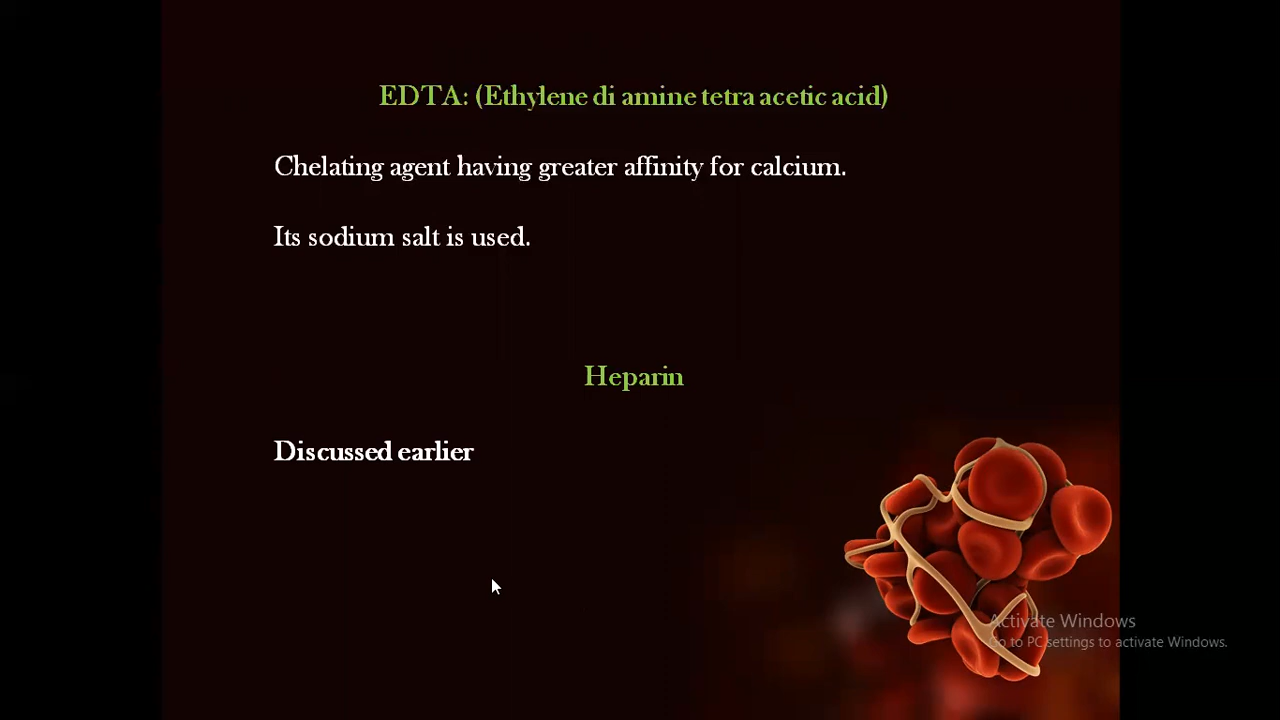 EDTA: (Ethylene di amine tetra acetic acid)
Chelating agent having greater affinity for calcium.
Its sodium salt is used.
Heparin
Discussed earlier
Activate Windows
Go to PC settings to activate Windows.